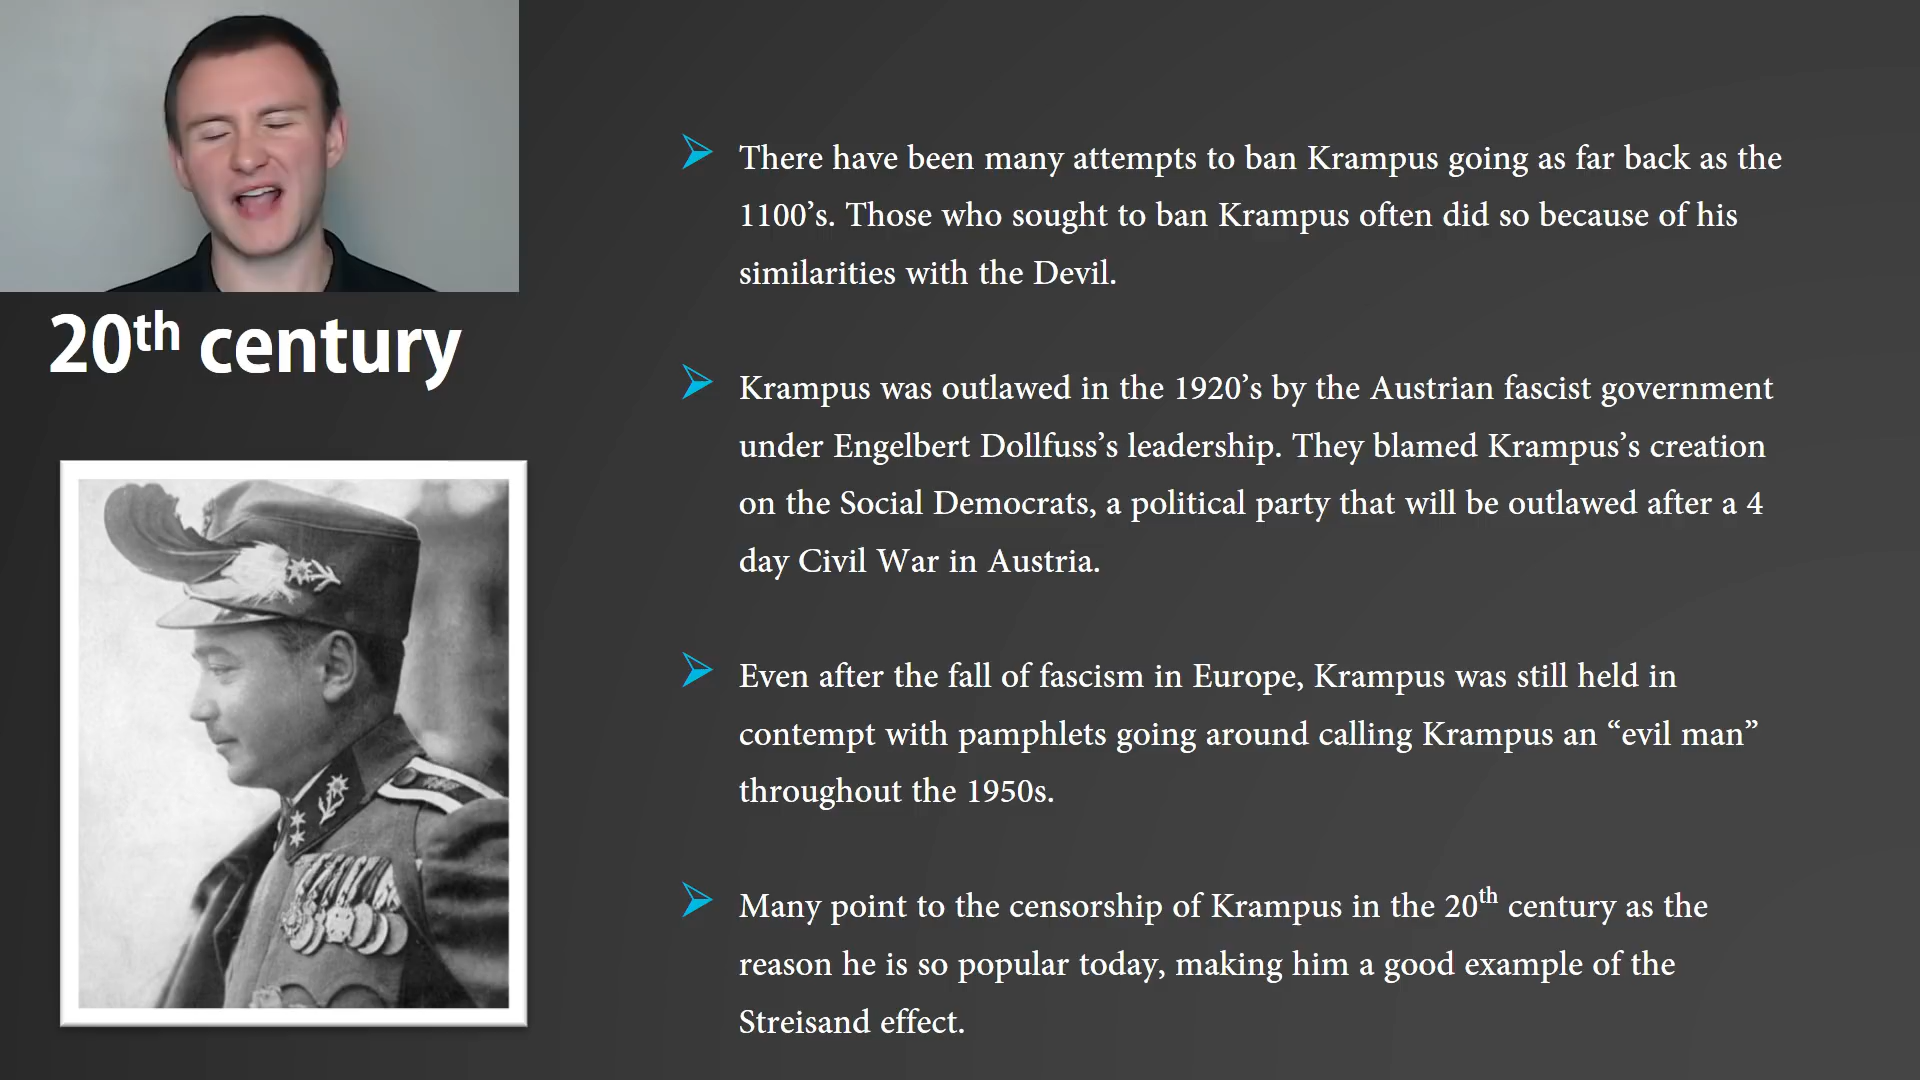 20th century
There have been many attempts to ban Krampus going as far back as the
1100’s. Those who sought to ban Krampus often did so because of his
similarities with the Devil.
Krampus was outlawed in the 1920’s by the Austrian fascist government
under Engelbert Dollfuss’s leadership. They blamed Krampus’s creation
on the Social Democrats, a political party that will be outlawed after a 4
day Civil War in Austria.
Even after the fall of fascism in Europe, Krampus was still held in
contempt with pamphlets going around calling Krampus an “evil man”
throughout the 1950s.
Many point to the censorship of Krampus in the 20th century as the
reason he is so popular today, making him a good example of the
Streisand effect.